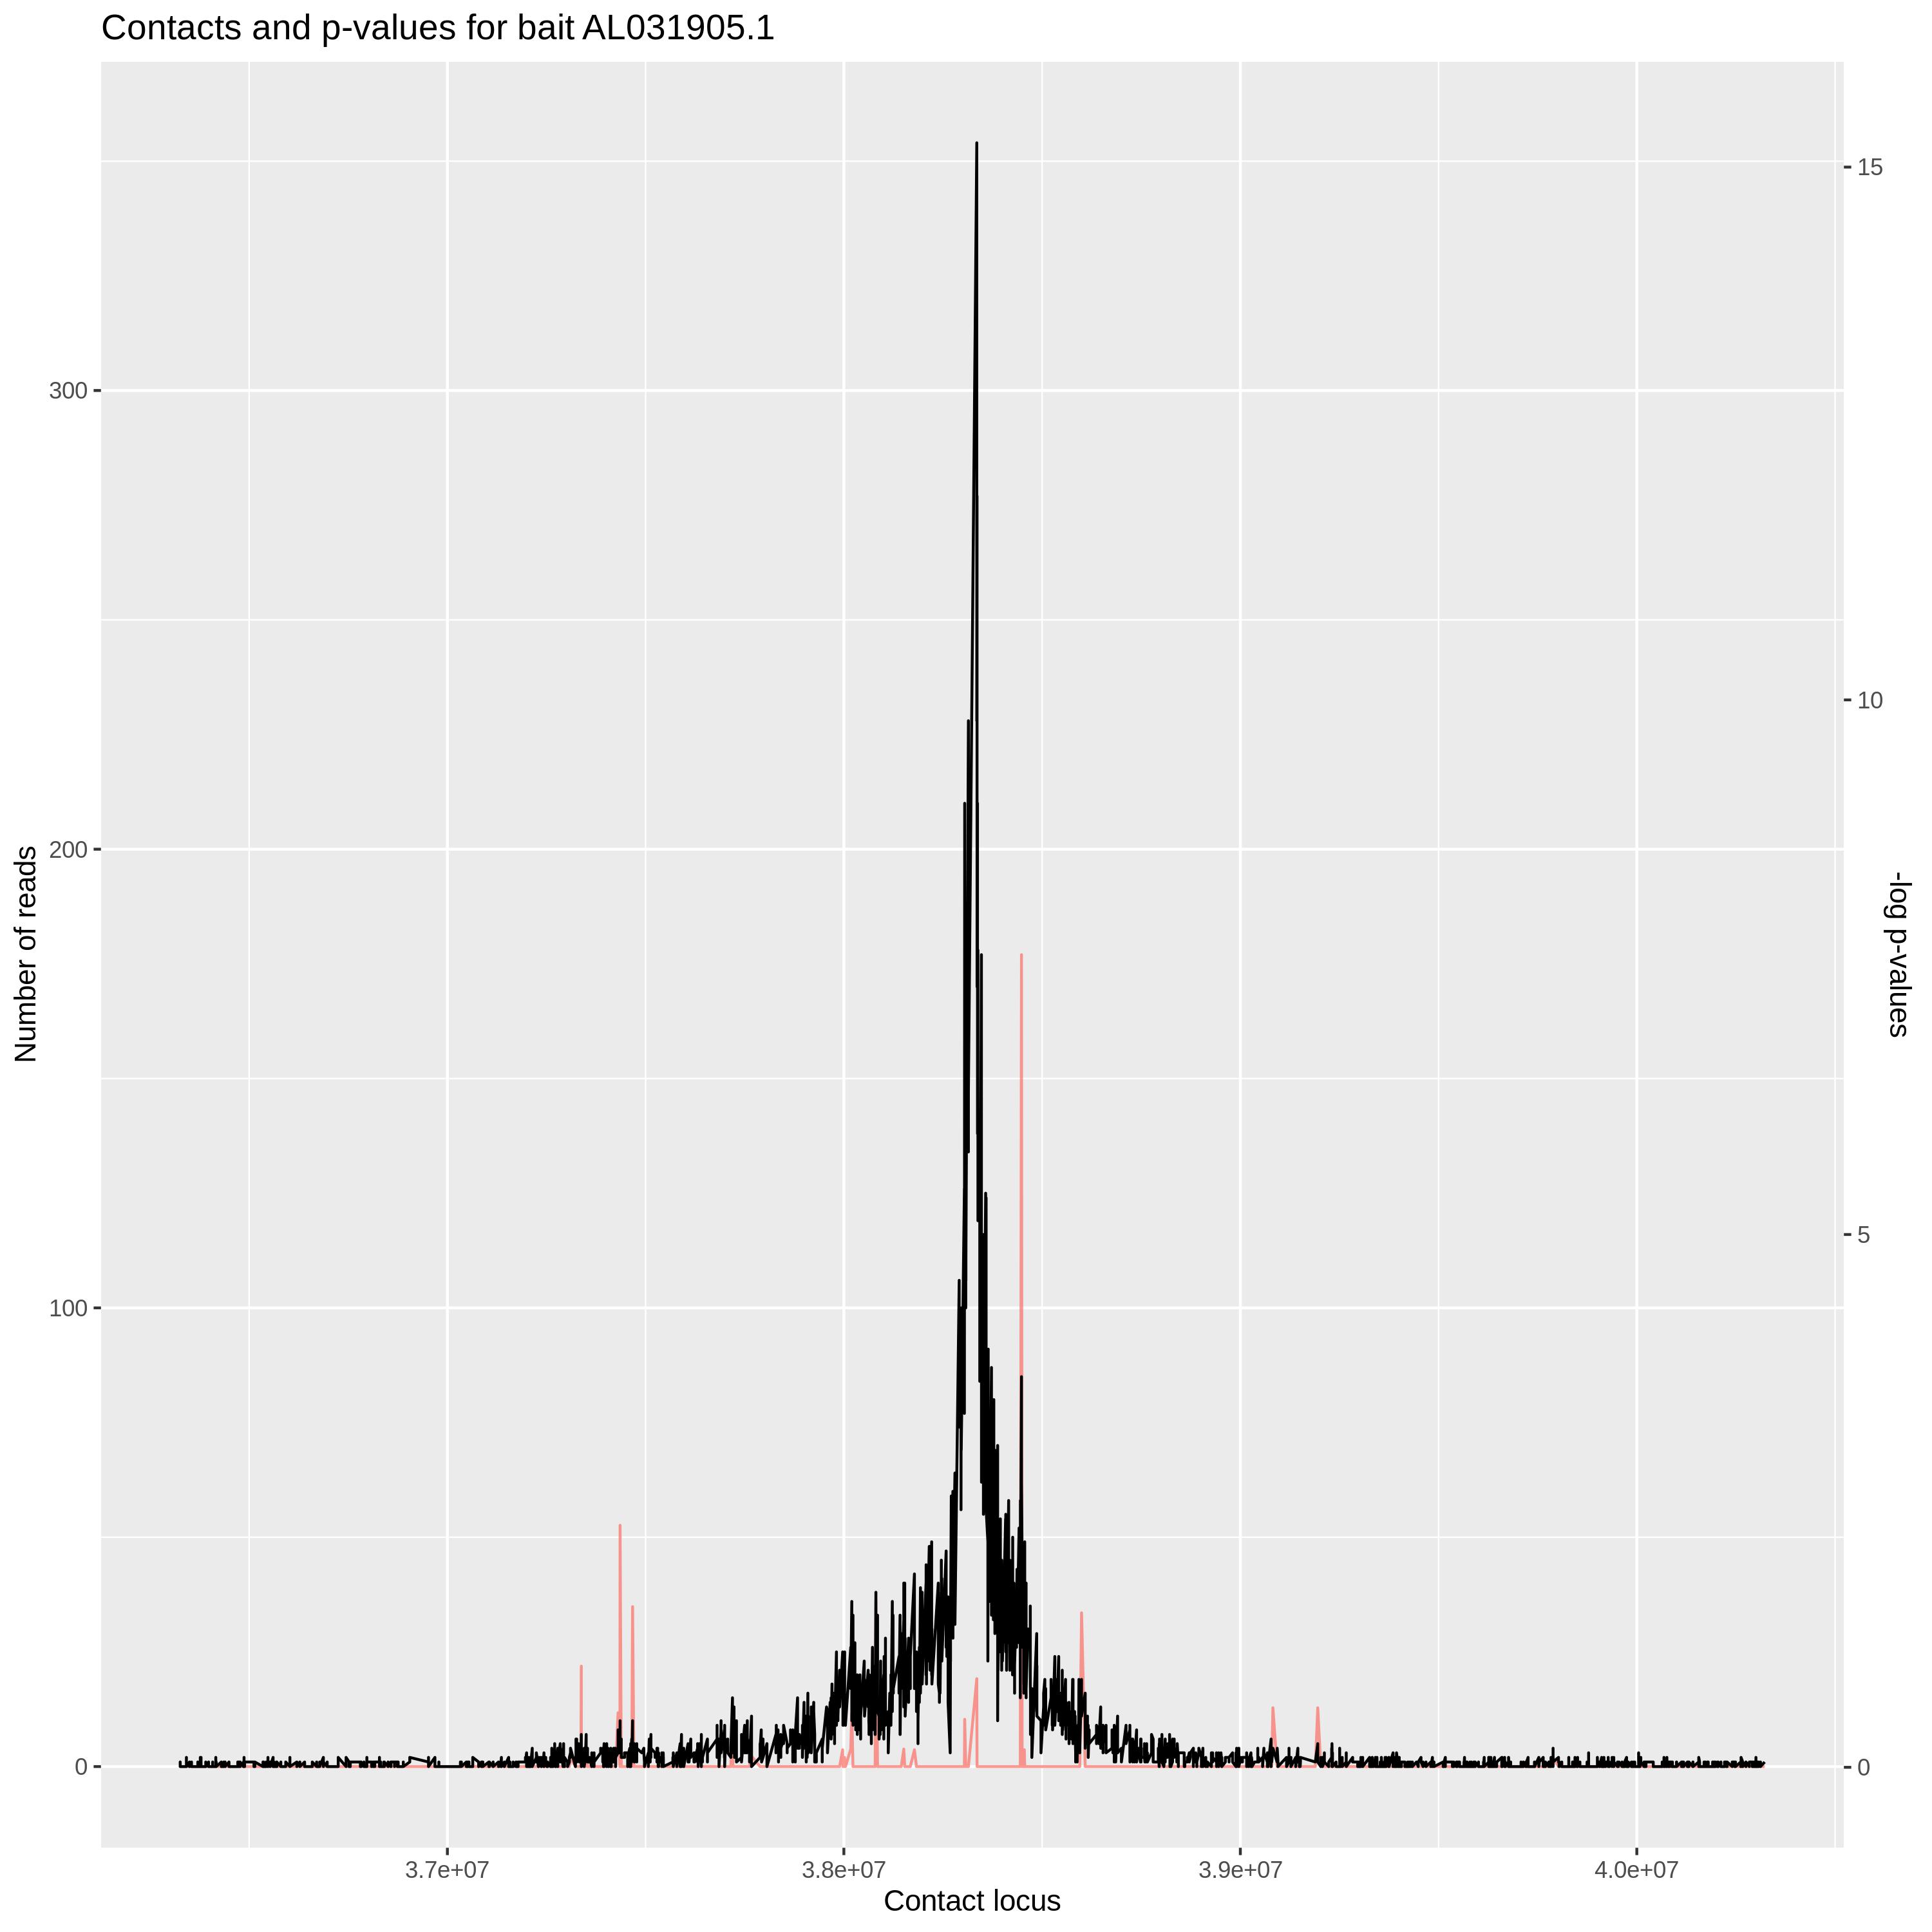 Contacts and p-values for bait AL031905.1
300
200
100
0
Number of reads
15
10
5
0
-log p-values
3.7e+07
3.8e+07
3.9e+07
4.0e+07
Contact locus